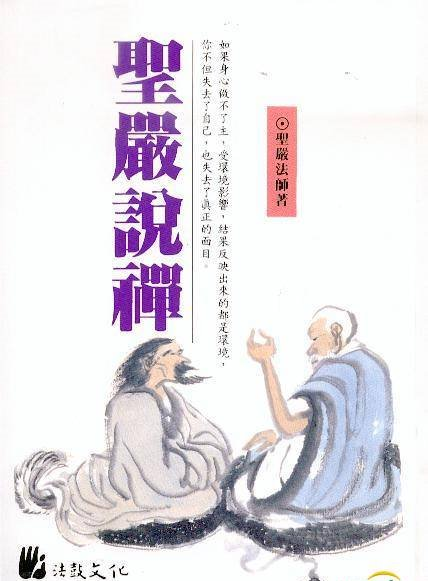 ⊙聖嚴法師著
如果身心做不了主，受環境影響，結果反映出來的都是環境，
你不但失去了自己，也失去了真正的面目。
聖嚴說禪
法鼓文化